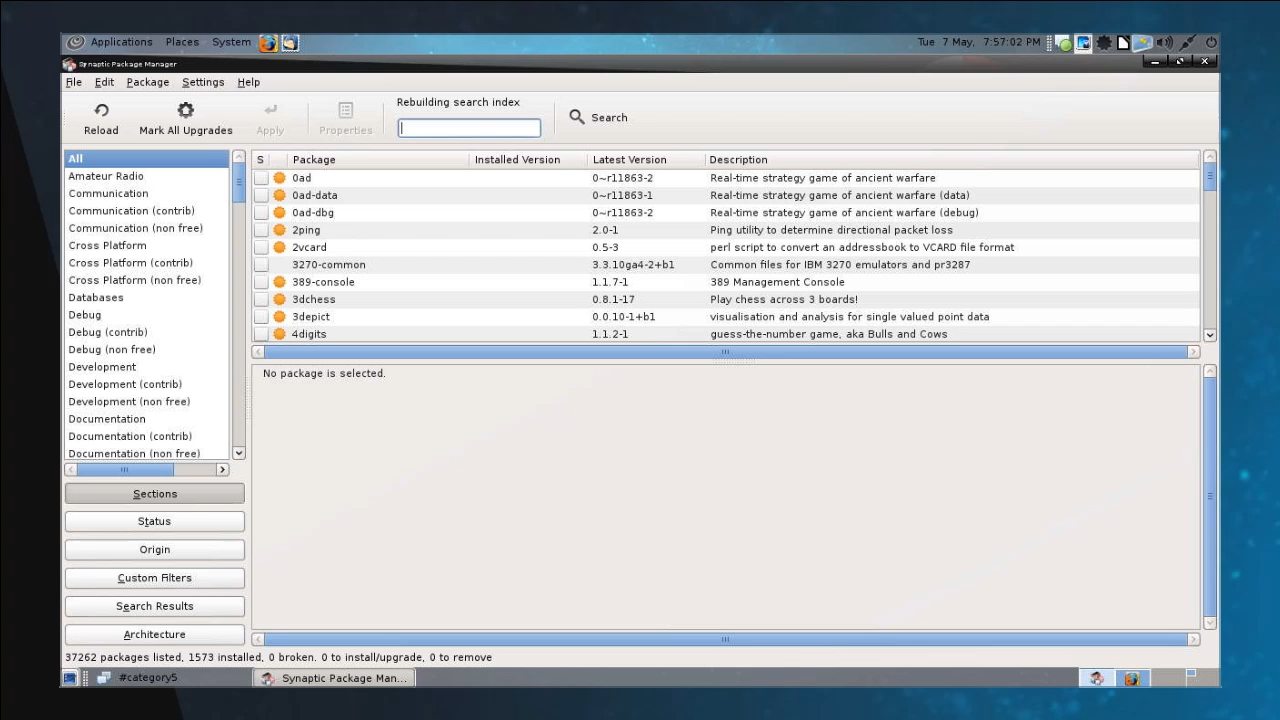 Applications Places System
Tue 7 May, 7:57:02 PM
Synaptic Package Manager
File Edit Package Settings Help
Rebuilding search index
Reload Mark All Upgrades Apply Properties Search
S Package Installed Version Latest Version Description
All
Amateur Radio
Communication
Communication (contrib)
Communication (non free)
Cross Platform
Cross Platform (contrib)
Cross Platform (non free)
Databases
Debug
Debug (contrib)
Debug (non free)
Development
Development (contrib)
Development (non free)
Documentation
Documentation (contrib)
Documentation (non free)
0ad 0~r11863-2 Real-time strategy game of ancient warfare
0ad-data 0~r11863-1 Real-time strategy game of ancient warfare (data)
0ad-dbg 0~r11863-2 Real-time strategy game of ancient warfare (debug)
2ping 2.0-1 Ping utility to determine directional packet loss
2vcard 0.5-3 perl script to convert an addressbook to VCARD file format
3270-common 3.3.10ga4-2+b1 Common files for IBM 3270 emulators and pr3287
389-console 1.1.7-1 389 Management Console
3dchess 0.8.1-17 Play chess across 3 boards!
3depict 0.0.10-1+b1 visualisation and analysis for single valued point data
4digits 1.1.2-1 guess-the-number game, aka Bulls and Cows
No package is selected.
Sections
Status
Origin
Custom Filters
Search Results
Architecture
37262 packages listed, 1573 installed, 0 broken. 0 to install/upgrade, 0 to remove
#category5
Synaptic Package Man...